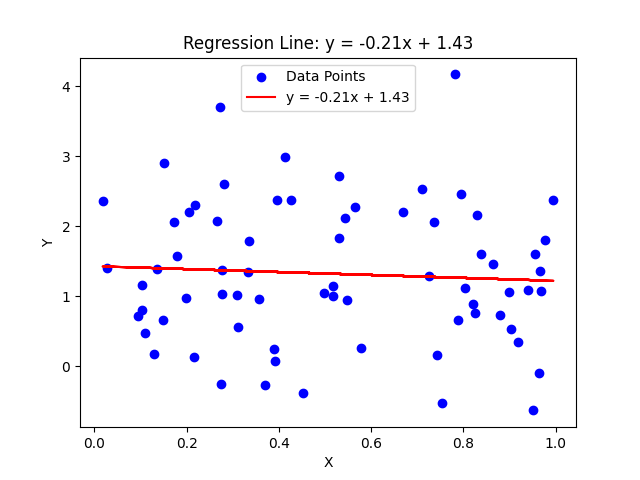 Regression Line: y = -0.21x + 1.43
Data Points
y = -0.21x + 1.43
4
3
2
1
0
Y
0.0 0.2 0.4 0.6 0.8 1.0
X